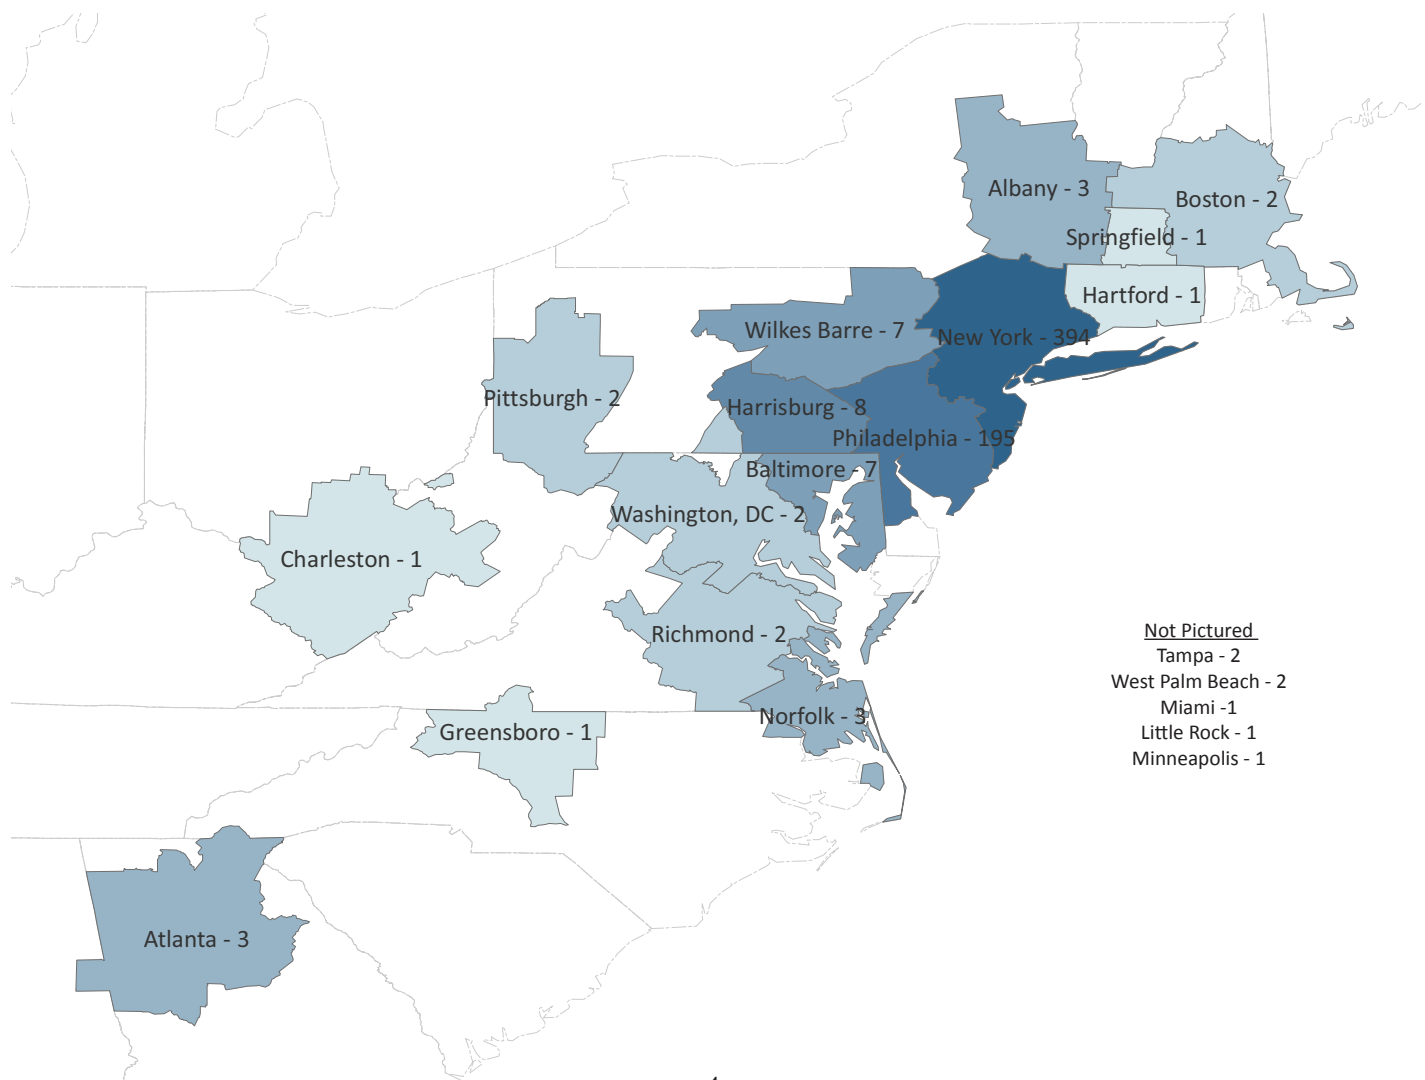 Albany - 3
Boston - 2
Springfield - 1
Hartford - 1
Wilkes Barre - 7
New York - 394
Pittsburgh - 2
Harrisburg - 8
Philadelphia - 195
Baltimore - 7
Washington, DC - 2
Charleston - 1
Richmond - 2
Not Pictured
Tampa - 2
West Palm Beach - 2
Miami -1
Little Rock - 1
Minneapolis - 1
Norfolk - 3
Greensboro - 1
Atlanta - 3